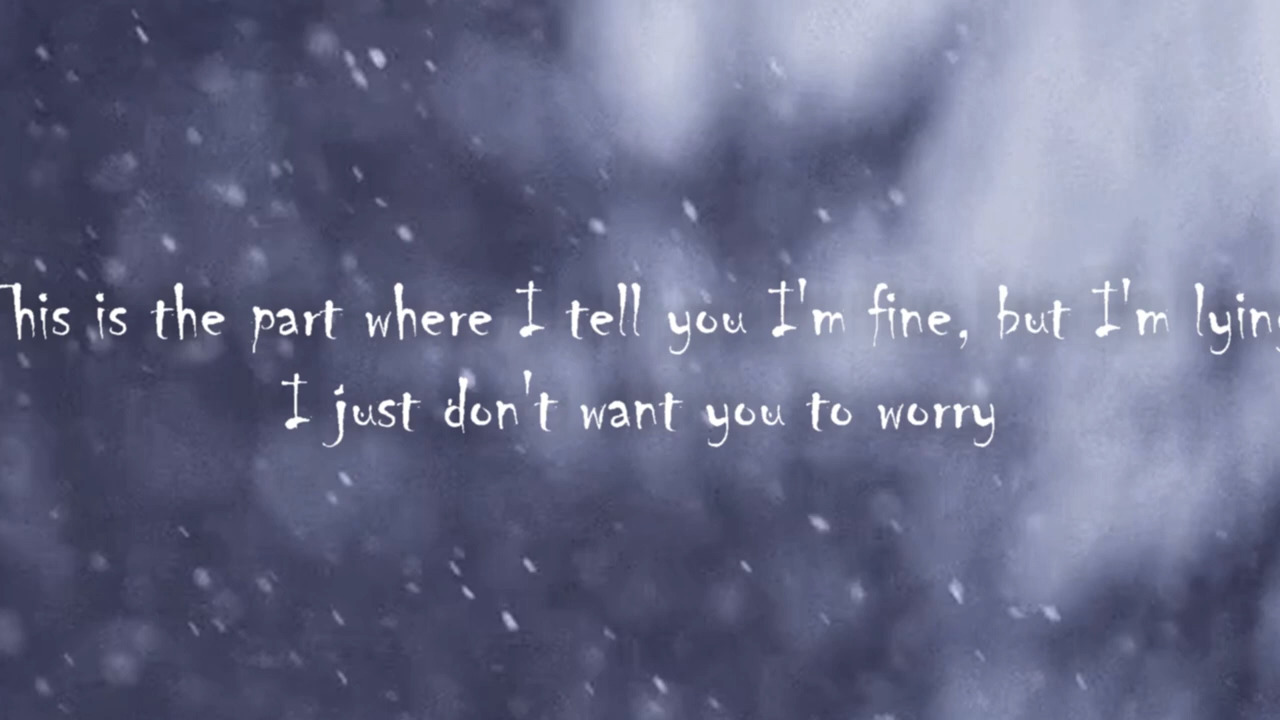 This is the part where I tell you I'm fine, but I'm lying
I just don't want you to worry